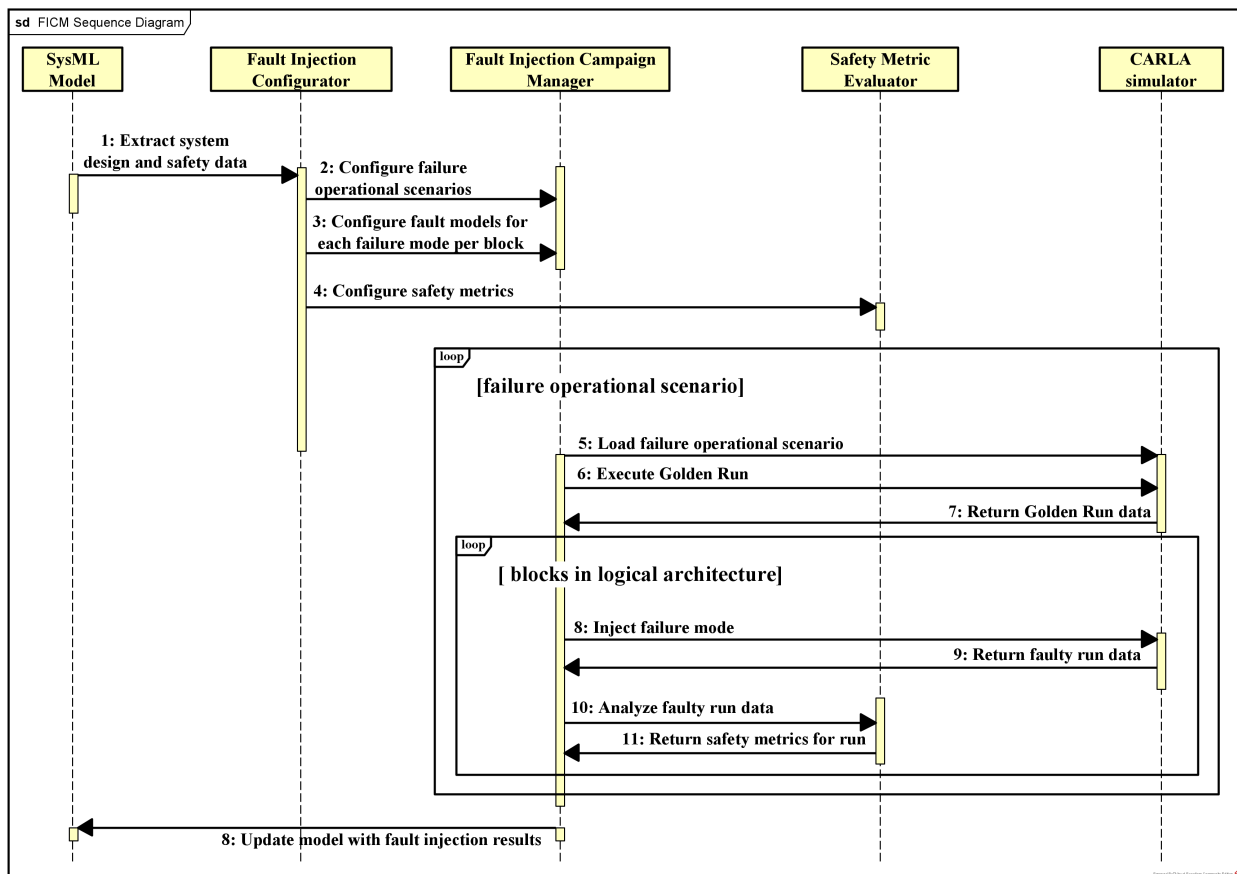 sd FICM Sequence Diagram
SysML
Model
Fault Injection
Configurator
Fault Injection Campaign
Manager
Safety Metric
Evaluator
CARLA
simulator
1: Extract system
design and safety data
2: Configure failure
operational scenarios
3: Configure fault models for
each failure mode per block
4: Configure safety metrics
loop
[failure operational scenario]
5: Load failure operational scenario
6: Execute Golden Run
7: Return Golden Run data
loop
[ blocks in logical architecture]
8: Inject failure mode
9: Return faulty run data
10: Analyze faulty run data
11: Return safety metrics for run
8: Update model with fault injection results